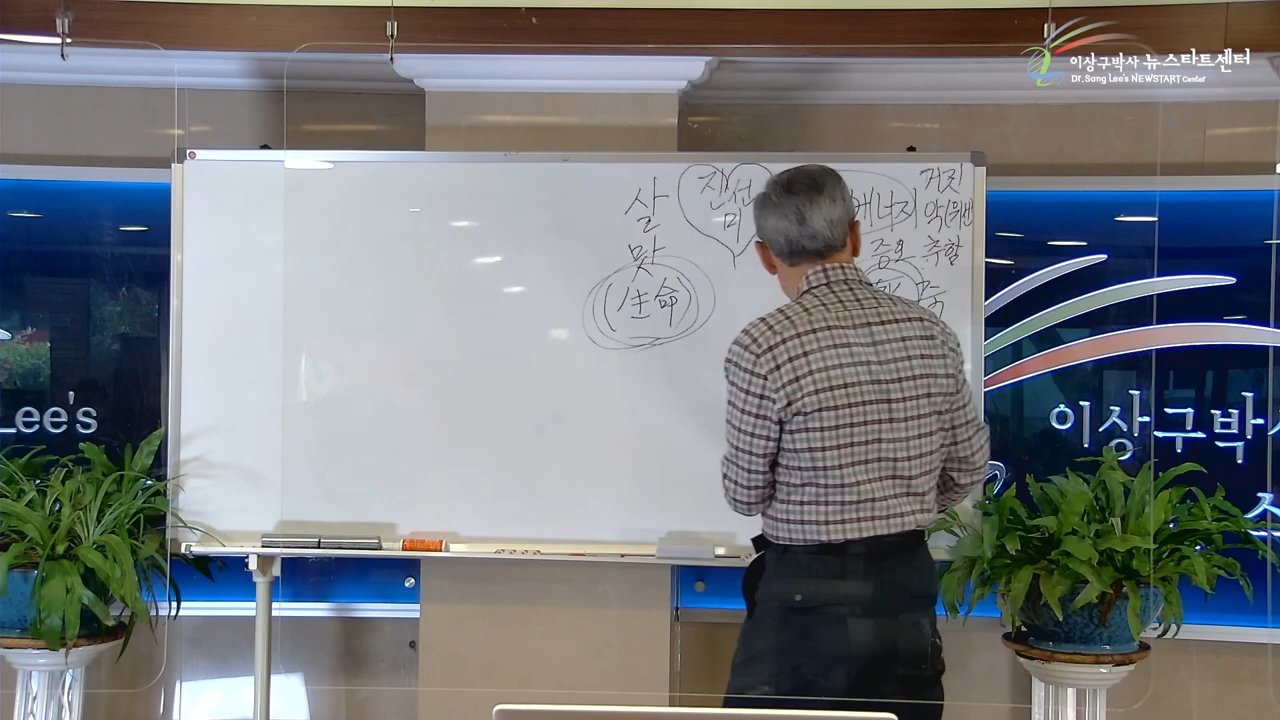 이상구박사 뉴스타트센터
Dr. Sang Lee's NEWSTART Center
살
맛
(生命)
진선
미
에너지
증오
거짓
악(위선
추함
Lee's
이상구박사